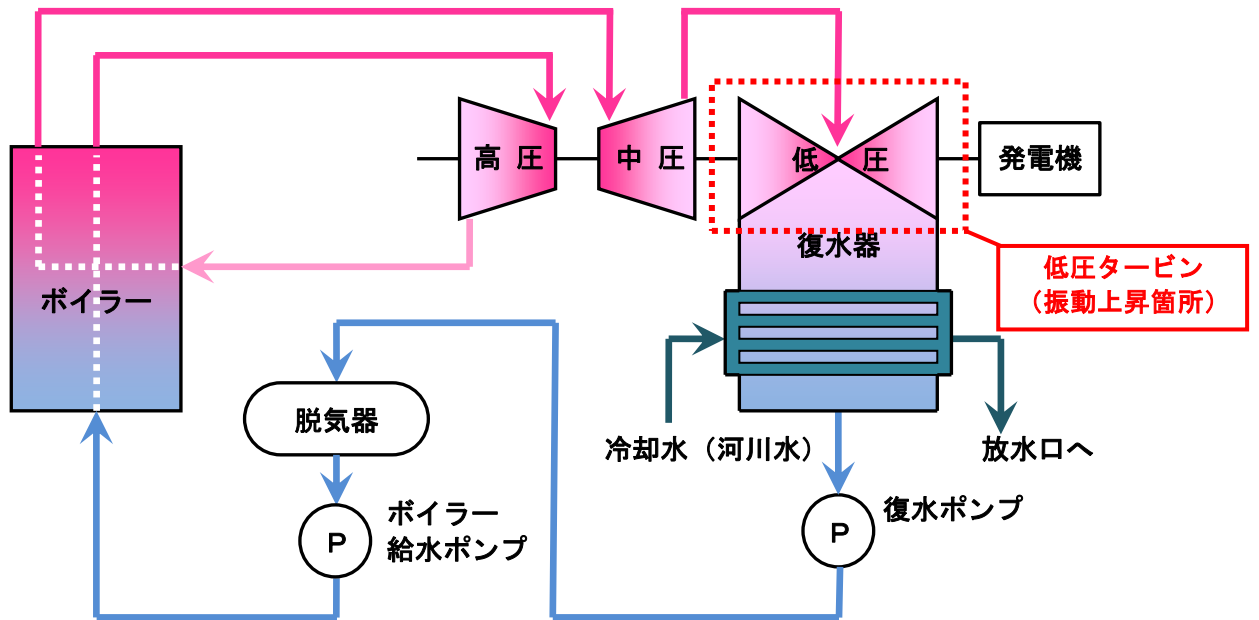 高 圧
中 圧
低 圧
発電機
復水器
低圧タービン
（振動上昇箇所）
ボイラー
脱気器
冷却水（河川水）
放水口へ
P
ボイラー
給水ポンプ
P
復水ポンプ